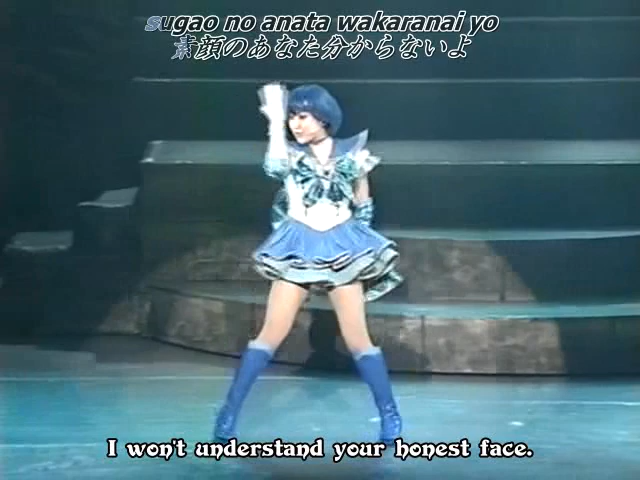 sugao no anata wakaranai yo
素顔のあなた分からないよ
I won't understand your honest face.